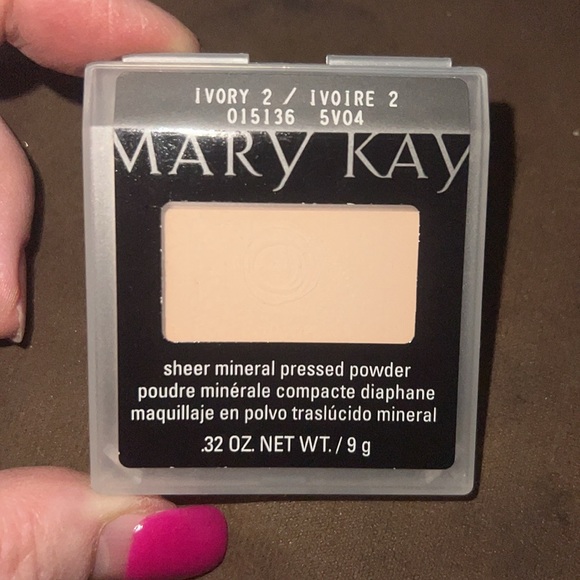 IVORY 2 / IVOIRE 2
015136 5V04
MARY KAY
sheer mineral pressed powder
poudre minérale compacte diaphane
maquillaje en polvo traslúcido mineral
.32 OZ. NET WT. / 9 g